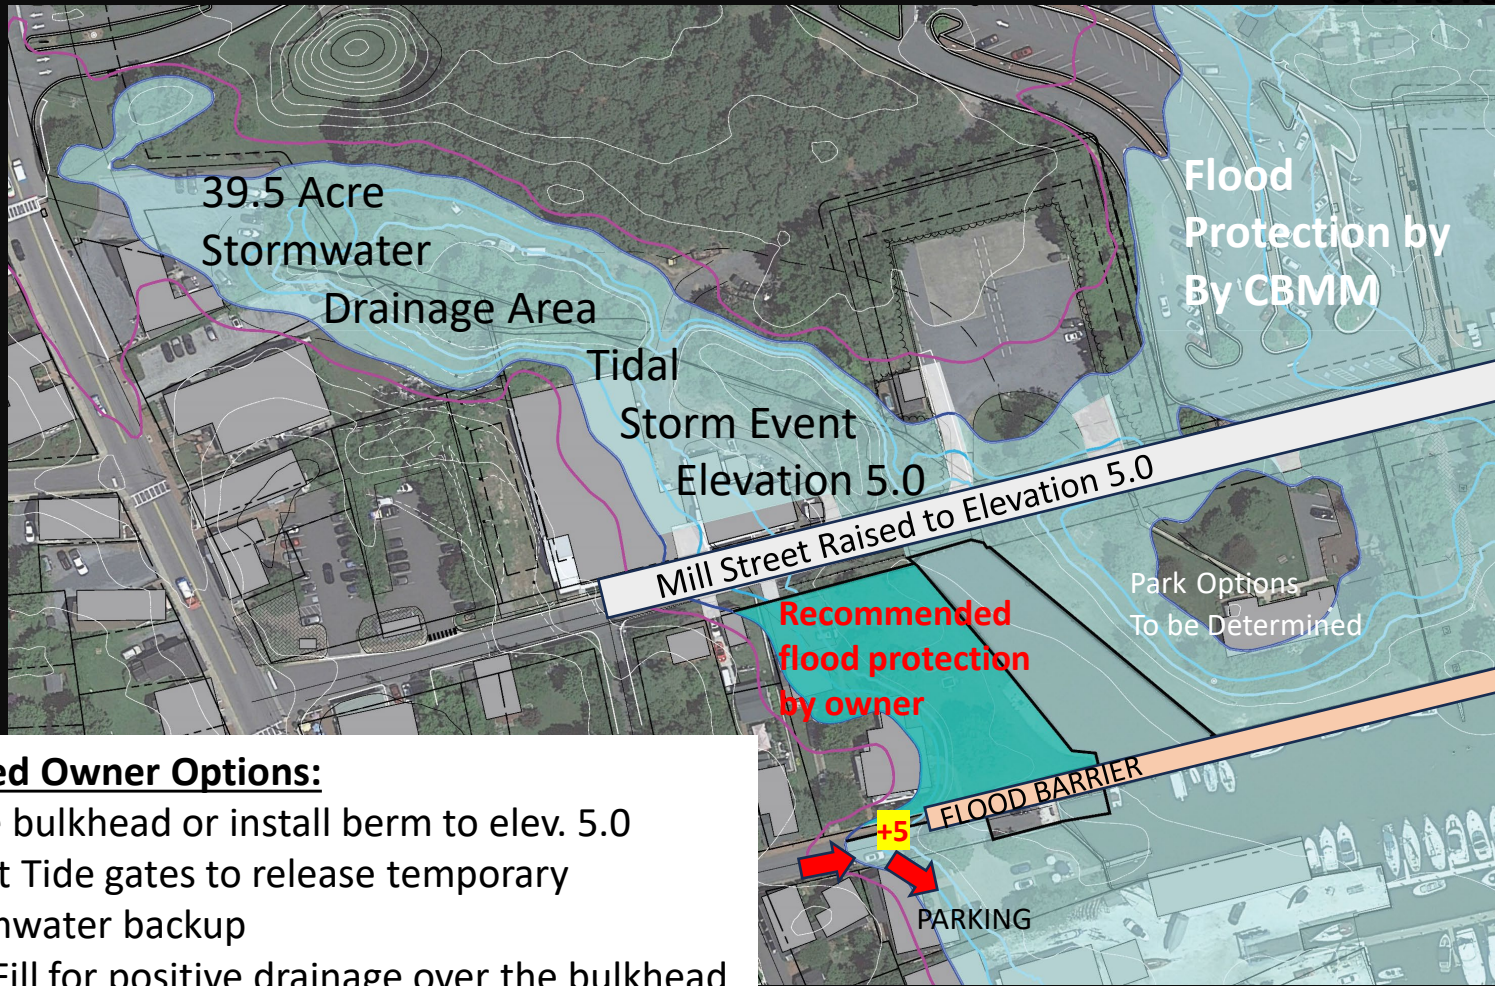 39.5 Acre
Stormwater
Drainage Area
Tidal
Storm Event
Elevation 5.0
Flood
Protection by
By CBMM
Mill Street Raised to Elevation 5.0
Park Options
To be Determined
Recommended
flood protection
by owner
FLOOD BARRIER
+5
PARKING
ed Owner Options:
bulkhead or install berm to elev. 5.0
t Tide gates to release temporary
nwater backup
Fill for positive drainage over the bulkhead